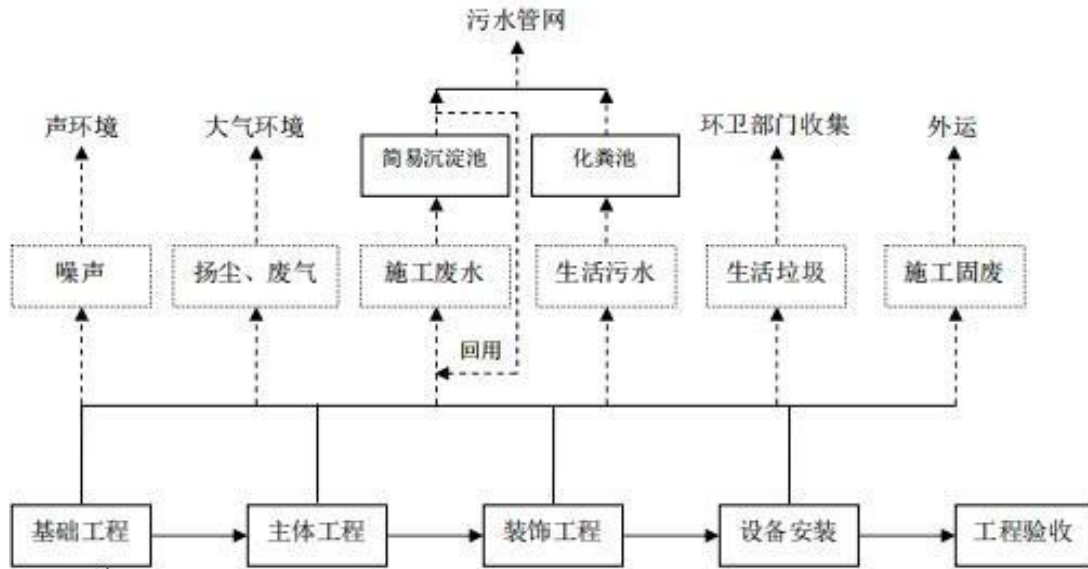 污水管网
声环境
大气环境
环卫部门收集
外运
简易沉淀池
化粪池
噪声
扬尘、废气
施工废水
生活污水
生活垃圾
施工固废
回用
基础工程
主体工程
装饰工程
设备安装
工程验收